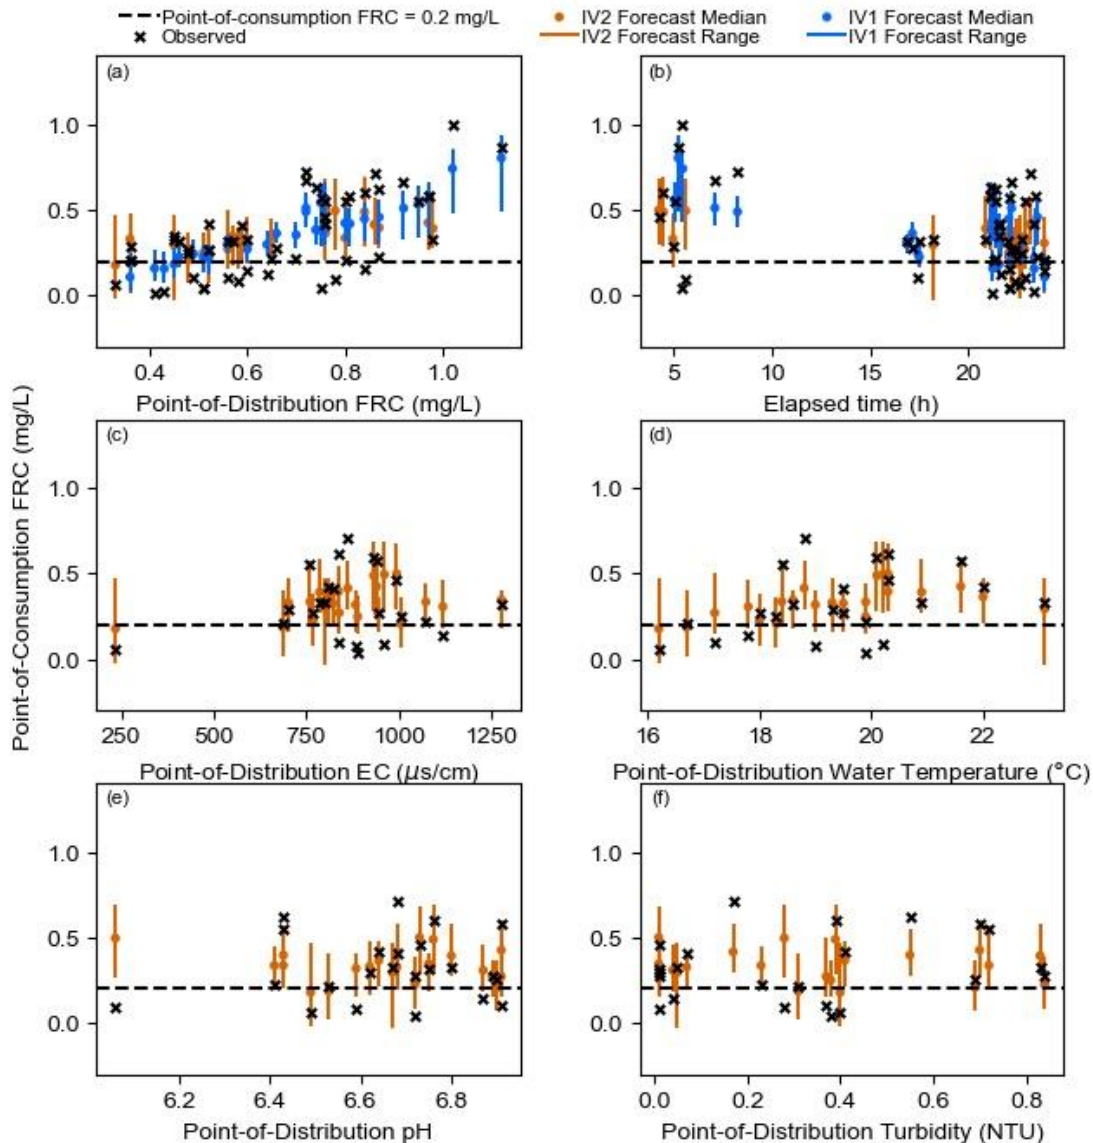 Point-of-consumption FRC = 0.2 mg/L
Observed
IV2 Forecast Median
IV2 Forecast Range
IV1 Forecast Median
IV1 Forecast Range
Point-of-Consumption FRC (mg/L)
(a)
1.0
0.5
0.0
0.4 0.6 0.8 1.0
Point-of-Distribution FRC (mg/L)
(b)
1.0
0.5
0.0
5 10 15 20
Elapsed time (h)
(c)
1.0
0.5
0.0
250 500 750 1000 1250
Point-of-Distribution EC (μs/cm)
(d)
1.0
0.5
0.0
16 18 20 22
Point-of-Distribution Water Temperature (°C)
(e)
1.0
0.5
0.0
6.2 6.4 6.6 6.8
Point-of-Distribution pH
(f)
1.0
0.5
0.0
0.0 0.2 0.4 0.6 0.8
Point-of-Distribution Turbidity (NTU)